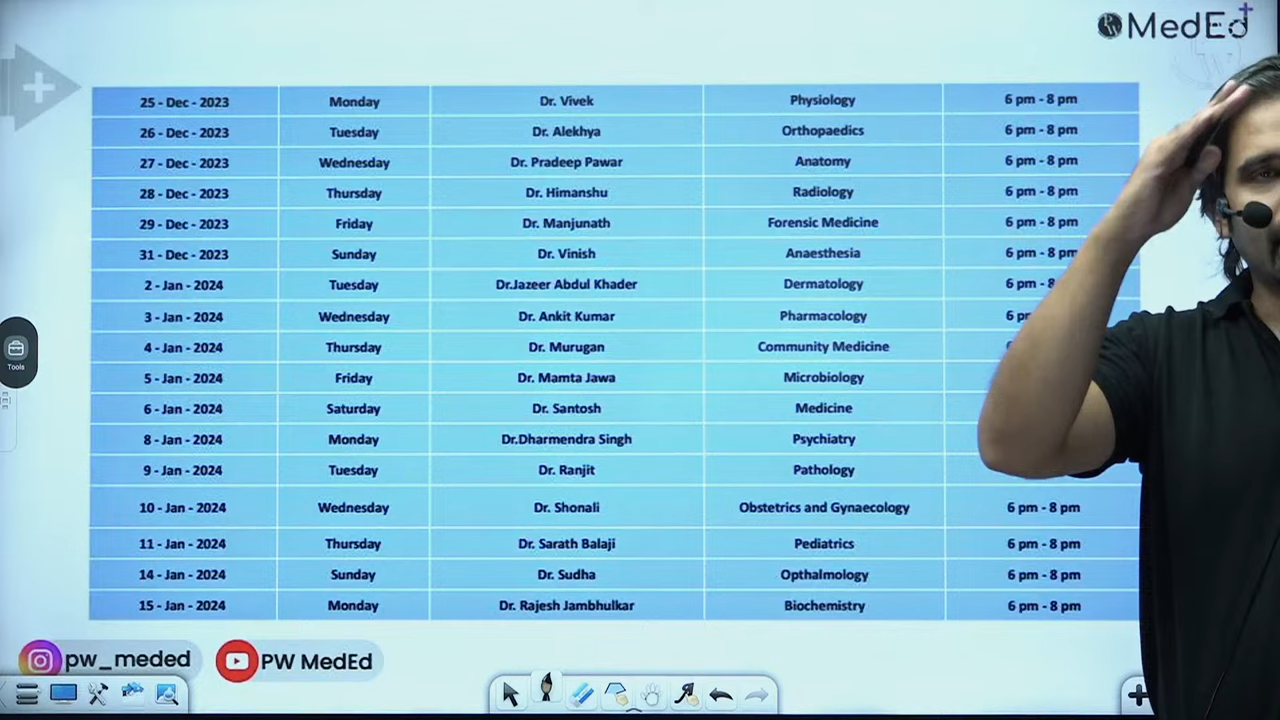 MedEd
25 - Dec - 2023 Monday Dr. Vivek Physiology 6 pm - 8 pm
26 - Dec - 2023 Tuesday Dr. Alekhya Orthopaedics 6 pm - 8 pm
27 - Dec - 2023 Wednesday Dr. Pradeep Pawar Anatomy 6 pm - 8 pm
28 - Dec - 2023 Thursday Dr. Himanshu Radiology 6 pm - 8 pm
29 - Dec - 2023 Friday Dr. Manjunath Forensic Medicine 6 pm - 8 pm
31 - Dec - 2023 Sunday Dr. Vinish Anaesthesia 6 pm - 8 pm
2 - Jan - 2024 Tuesday Dr.Jazeer Abdul Khader Dermatology 6 pm - 8
3 - Jan - 2024 Wednesday Dr. Ankit Kumar Pharmacology 6
4 - Jan - 2024 Thursday Dr. Murugan Community Medicine
5 - Jan - 2024 Friday Dr. Mamta Jawa Microbiology
6 - Jan - 2024 Saturday Dr. Santosh Medicine
8 - Jan - 2024 Monday Dr.Dharmendra Singh Psychiatry
9 - Jan - 2024 Tuesday Dr. Ranjit Pathology
10 - Jan - 2024 Wednesday Dr. Shonali Obstetrics and Gynaecology 6 pm - 8 pm
11 - Jan - 2024 Thursday Dr. Sarath Balaji Pediatrics 6 pm - 8 pm
14 - Jan - 2024 Sunday Dr. Sudha Opthalmology 6 pm - 8 pm
15 - Jan - 2024 Monday Dr. Rajesh Jambhulkar Biochemistry 6 pm - 8 pm
Tools
pw_meded PW MedEd